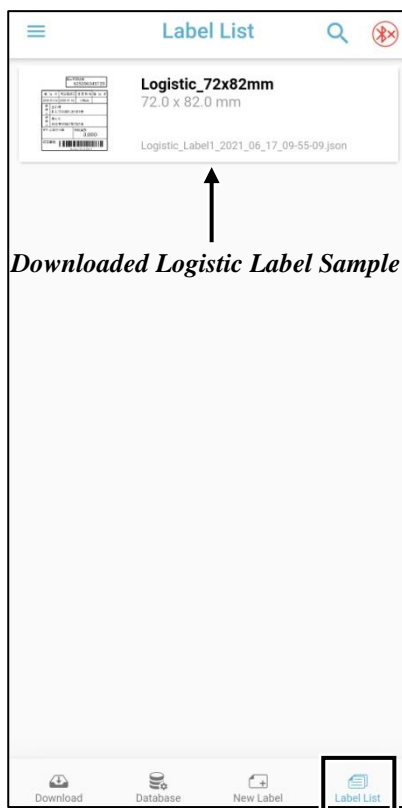 Label List
Logistic_72x82mm
72.0 x 82.0 mm
Logistic_Label1_2021_06_17_09-55-09.json
Downloaded Logistic Label Sample
Download
Database
New Label
Label List